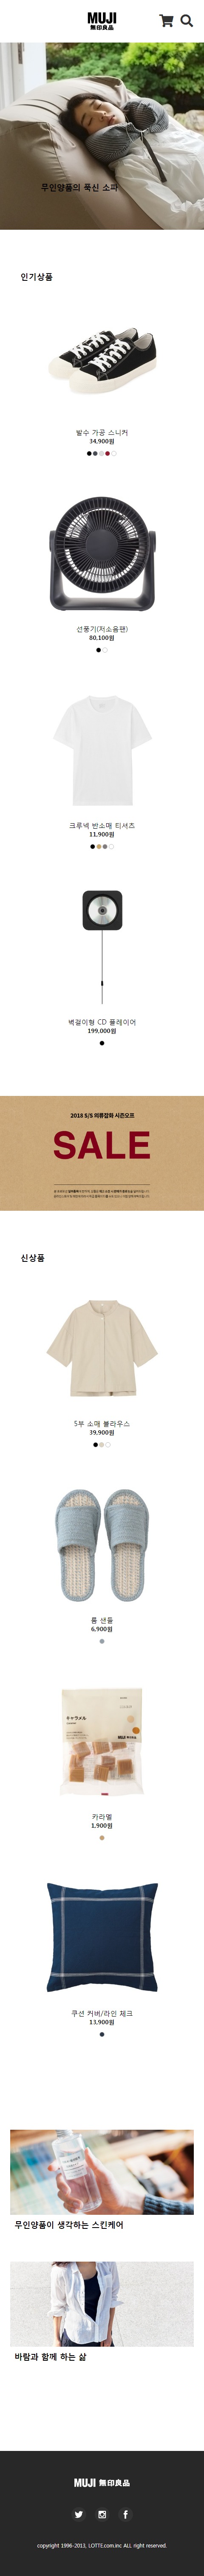 MUJI
無印良品
무인양품의 푹신 소파
인기상품
발수 가공 스니커
34,900원
선풍기(저소음팬)
80,100원
크루넥 반소매 티셔츠
11,900원
벽걸이형 CD 플레이어
199,000원
2018 S/S 의류잡화 시즌오프
SALE
신상품
5부 소매 블라우스
39,900원
룸 샌들
6,900원
キャラメル
MUJI
카라멜
1,900원
쿠션 커버/라인 체크
13,900원
무인양품이 생각하는 스킨케어
바람과 함께 하는 삶
MUJI 無印良品
copyright 1996-2013, LOTTE.com.inc ALL right reserved.